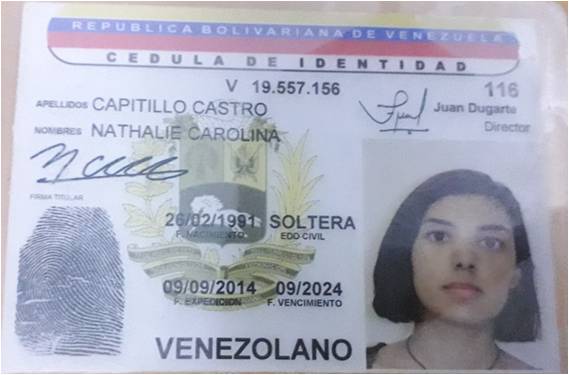 REPUBLICA BOLIVARIANA DE VENEZUELA
CEDULA DE IDENTIDAD
V 19.557.156
116
APELLIDOS CAPITILLO CASTRO
Juan Dugarte
Director
NOMBRES NATHALIE CAROLINA
FIRMA TITULAR
26/02/1991 SOLTERA
F. NACIMIENTO EDO CIVIL
09/09/2014 09/2024
F. EXPEDICION F. VENCIMIENTO
VENEZOLANO